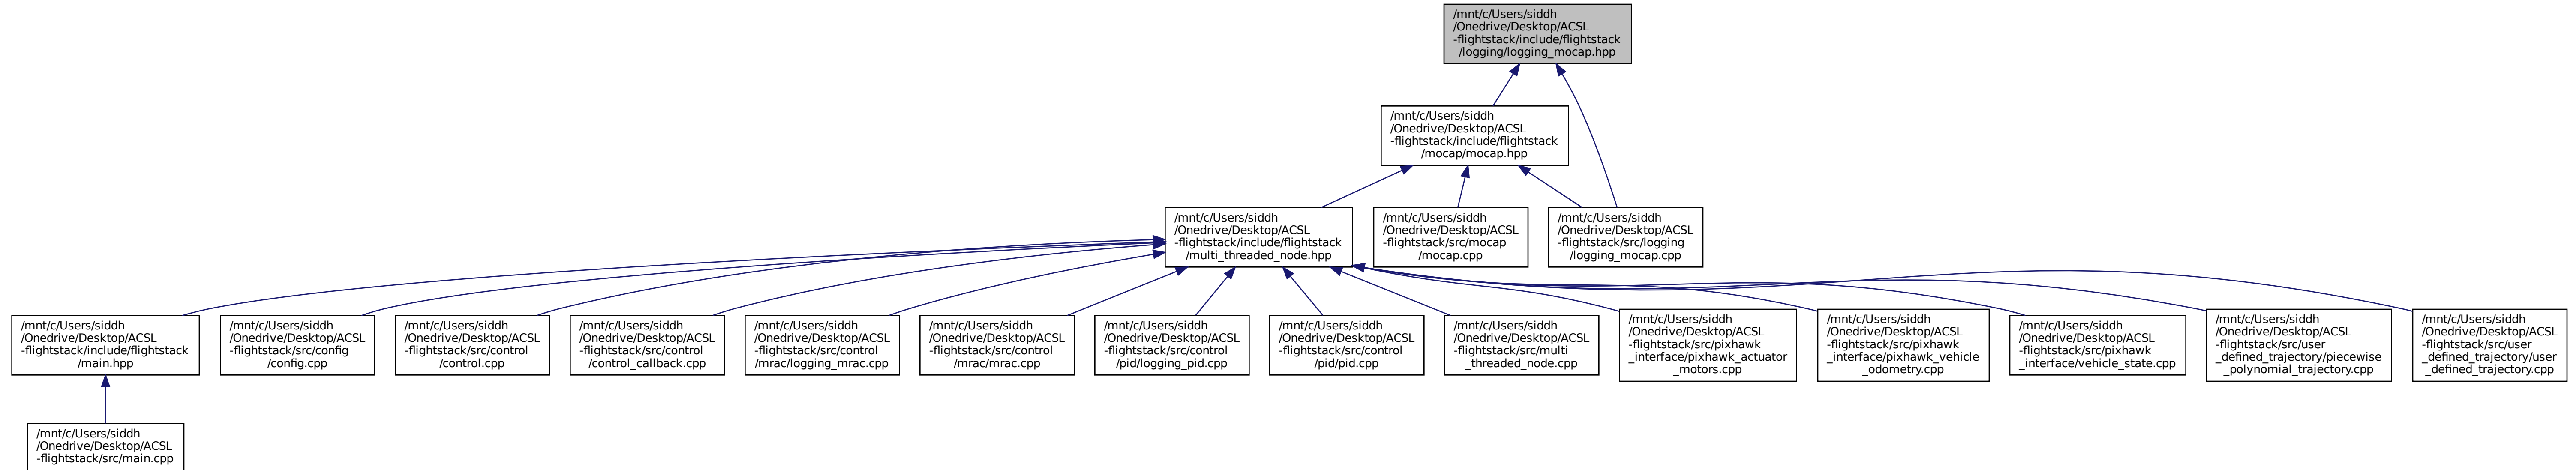 /mnt/c/Users/siddh
/Onedrive/Desktop/ACSL
-flightstack/include/flightstack
/logging/logging_mocap.hpp
/mnt/c/Users/siddh
/Onedrive/Desktop/ACSL
-flightstack/include/flightstack
/mocap/mocap.hpp
/mnt/c/Users/siddh
/Onedrive/Desktop/ACSL
-flightstack/include/flightstack
/multi_threaded_node.hpp
/mnt/c/Users/siddh
/Onedrive/Desktop/ACSL
-flightstack/src/mocap
/mocap.cpp
/mnt/c/Users/siddh
/Onedrive/Desktop/ACSL
-flightstack/src/logging
/logging_mocap.cpp
/mnt/c/Users/siddh
/Onedrive/Desktop/ACSL
-flightstack/include/flightstack
/main.hpp
/mnt/c/Users/siddh
/Onedrive/Desktop/ACSL
-flightstack/src/config
/config.cpp
/mnt/c/Users/siddh
/Onedrive/Desktop/ACSL
-flightstack/src/control
/control.cpp
/mnt/c/Users/siddh
/Onedrive/Desktop/ACSL
-flightstack/src/control
/control_callback.cpp
/mnt/c/Users/siddh
/Onedrive/Desktop/ACSL
-flightstack/src/control
/mrac/logging_mrac.cpp
/mnt/c/Users/siddh
/Onedrive/Desktop/ACSL
-flightstack/src/control
/mrac/mrac.cpp
/mnt/c/Users/siddh
/Onedrive/Desktop/ACSL
-flightstack/src/control
/pid/logging_pid.cpp
/mnt/c/Users/siddh
/Onedrive/Desktop/ACSL
-flightstack/src/control
/pid/pid.cpp
/mnt/c/Users/siddh
/Onedrive/Desktop/ACSL
-flightstack/src/multi
_threaded_node.cpp
/mnt/c/Users/siddh
/Onedrive/Desktop/ACSL
-flightstack/src/pixhawk
_interface/pixhawk_actuator
_motors.cpp
/mnt/c/Users/siddh
/Onedrive/Desktop/ACSL
-flightstack/src/pixhawk
_interface/pixhawk_vehicle
_odometry.cpp
/mnt/c/Users/siddh
/Onedrive/Desktop/ACSL
-flightstack/src/pixhawk
_interface/vehicle_state.cpp
/mnt/c/Users/siddh
/Onedrive/Desktop/ACSL
-flightstack/src/user
_defined_trajectory/piecewise
_polynomial_trajectory.cpp
/mnt/c/Users/siddh
/Onedrive/Desktop/ACSL
-flightstack/src/user
_defined_trajectory/user
_defined_trajectory.cpp
/mnt/c/Users/siddh
/Onedrive/Desktop/ACSL
-flightstack/src/main.cpp